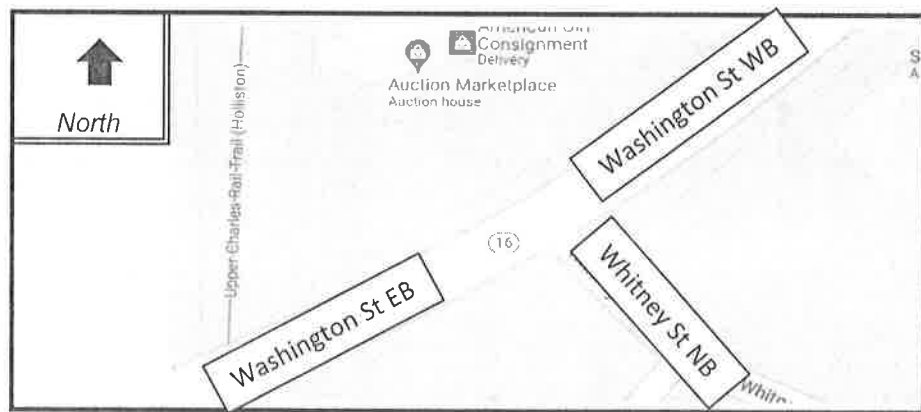 North
Consignment
Delivery
Auction Marketplace
Auction house
Upper Charles Rail Trail (Holliston)
Washington St WB
16
Washington St EB
Whitney St NB